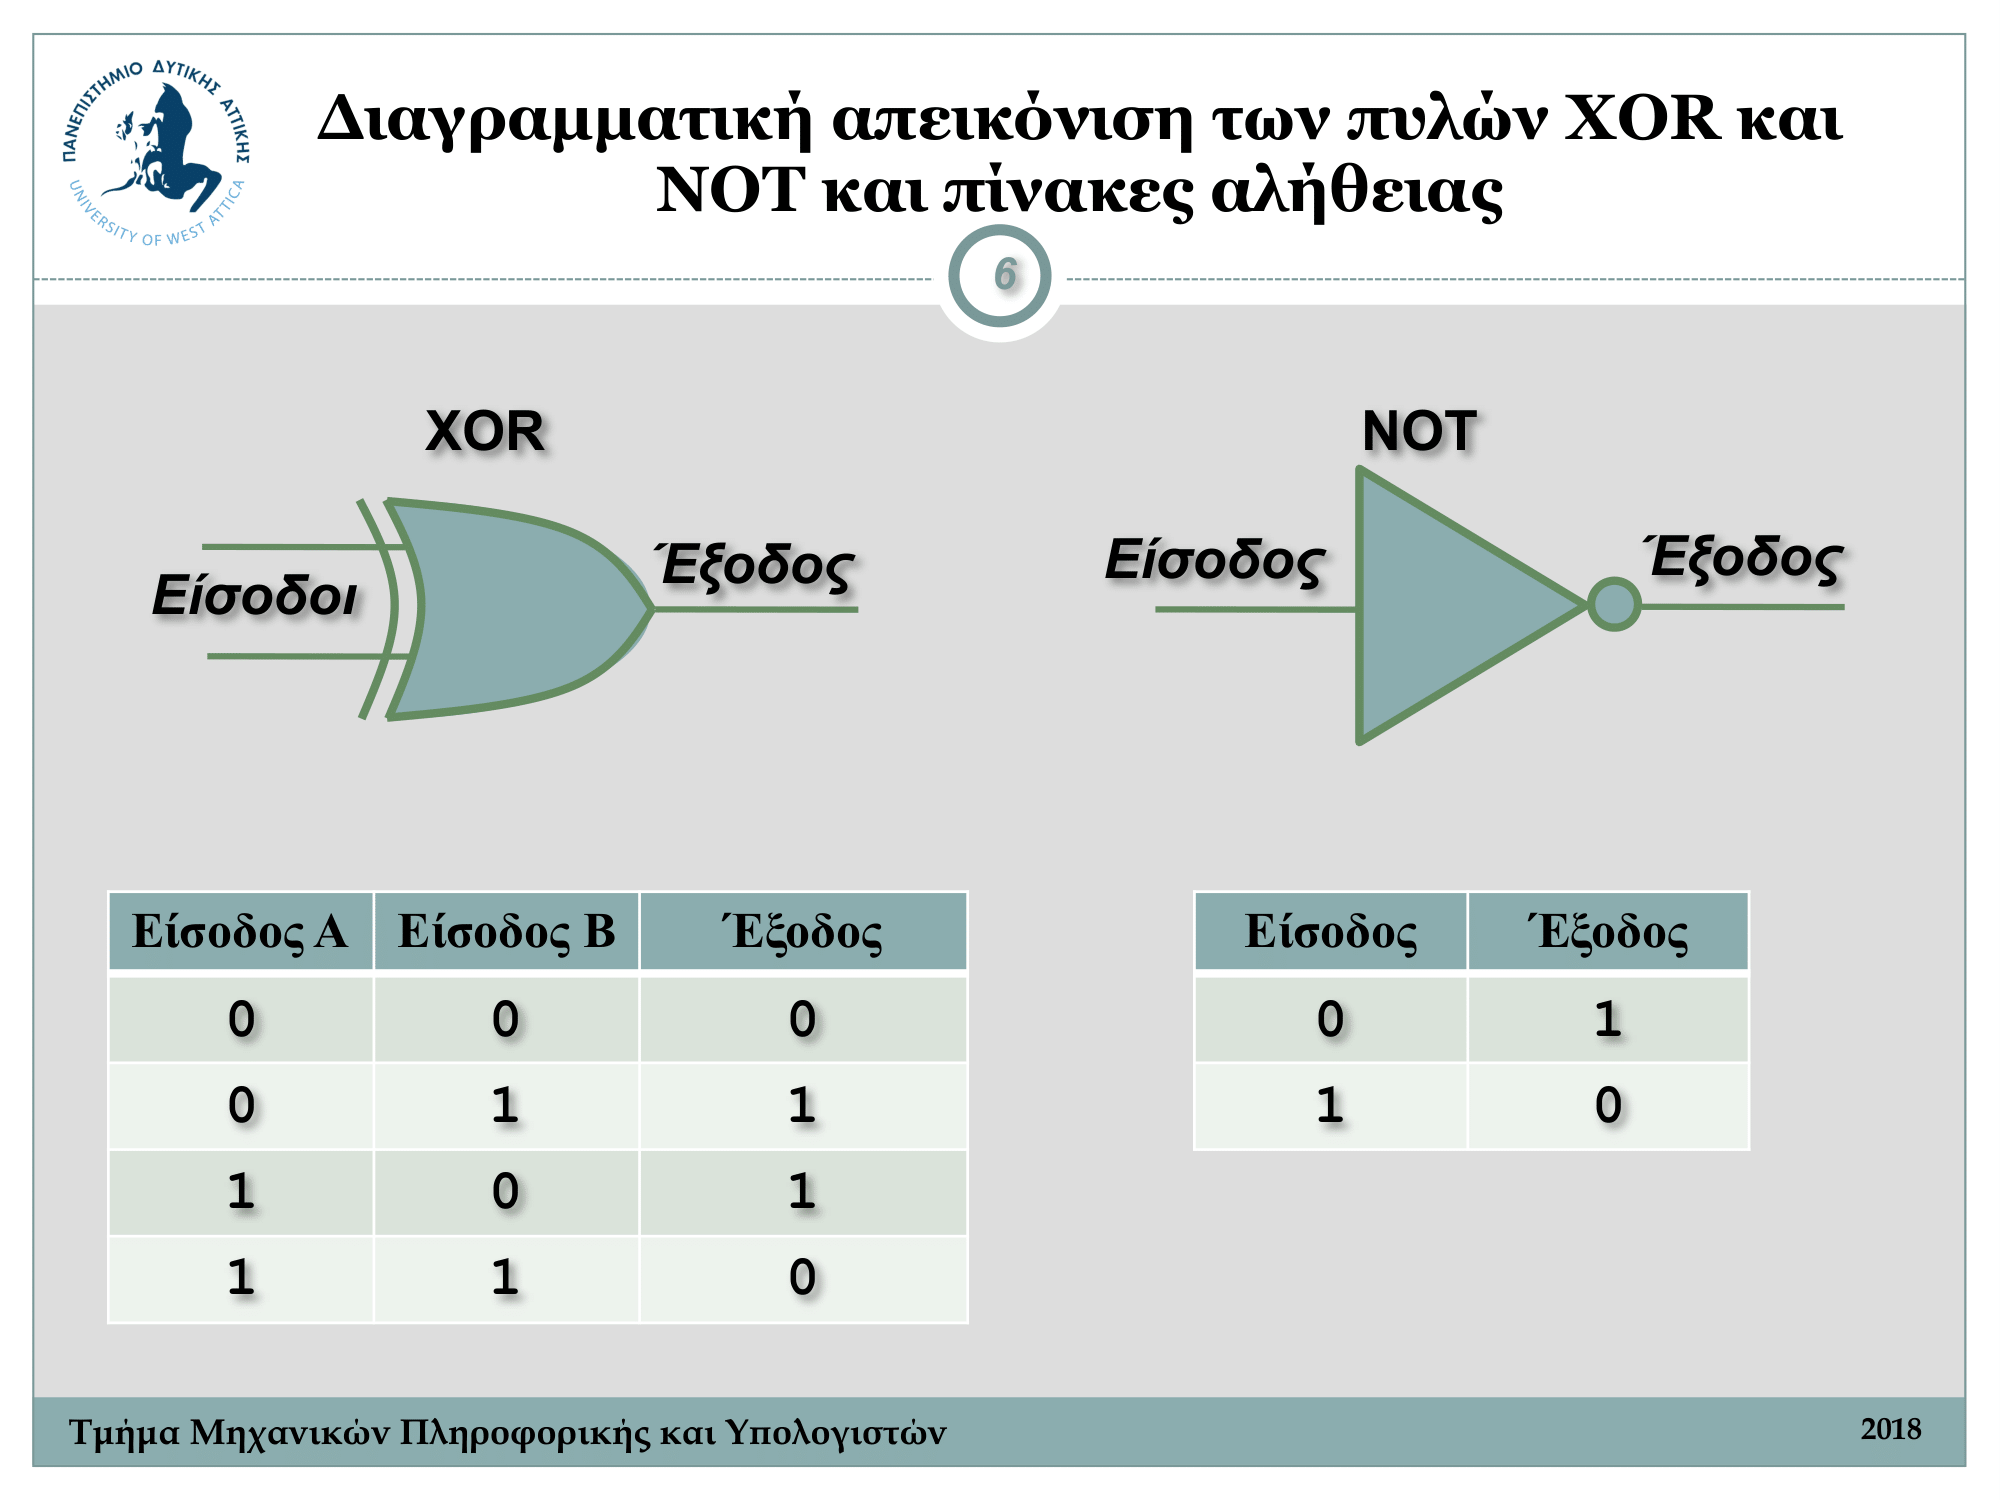 ΠΑΝΕΠΙΣΤΗΜΙΟ ΔΥΤΙΚΗΣ ΑΤΤΙΚΗΣ
UNIVERSITY OF WEST ATTICA
Διαγραμματική απεικόνιση των πυλών XOR και
NOT και πίνακες αλήθειας
6
XOR
Είσοδοι
Έξοδος
NOT
Είσοδος
Έξοδος
Είσοδος Α Είσοδος Β Έξοδος
0 0 0
0 1 1
1 0 1
1 1 0
Είσοδος Έξοδος
0 1
1 0
Τμήμα Μηχανικών Πληροφορικής και Υπολογιστών
2018